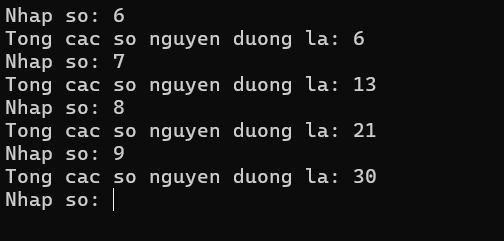 Nhap so: 6
Tong cac so nguyen duong la: 6
Nhap so: 7
Tong cac so nguyen duong la: 13
Nhap so: 8
Tong cac so nguyen duong la: 21
Nhap so: 9
Tong cac so nguyen duong la: 30
Nhap so: